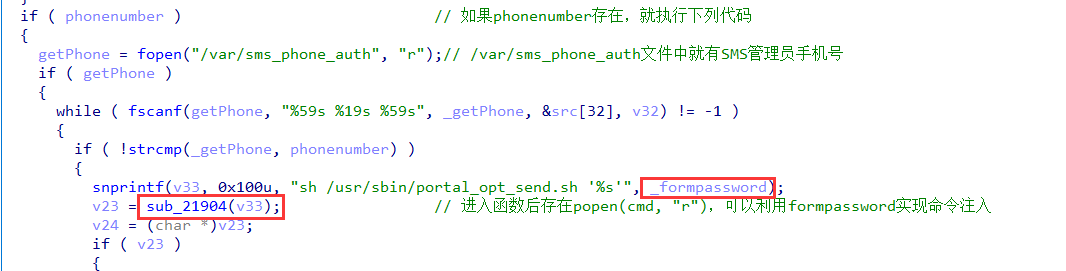 if ( phonenumber ) // 如果phonenumber存在，就执行下列代码
{
getPhone = fopen("/var/sms_phone_auth", "r");// /var/sms_phone_auth文件中就有SMS管理员手机号
if ( getPhone )
{
while ( fscanf(getPhone, "%59s %19s %59s", _getPhone, &src[32], v32) != -1 )
{
if ( !strcmp(_getPhone, phonenumber) )
{
snprintf(v33, 0x100u, "sh /usr/sbin/portal_opt_send.sh '%s'", _formpassword);
v23 = sub_21904(v33); // 进入函数后存在popen(cmd, "r")，可以利用formpassword实现命令注入
v24 = (char *)v23;
if ( v23 )
{